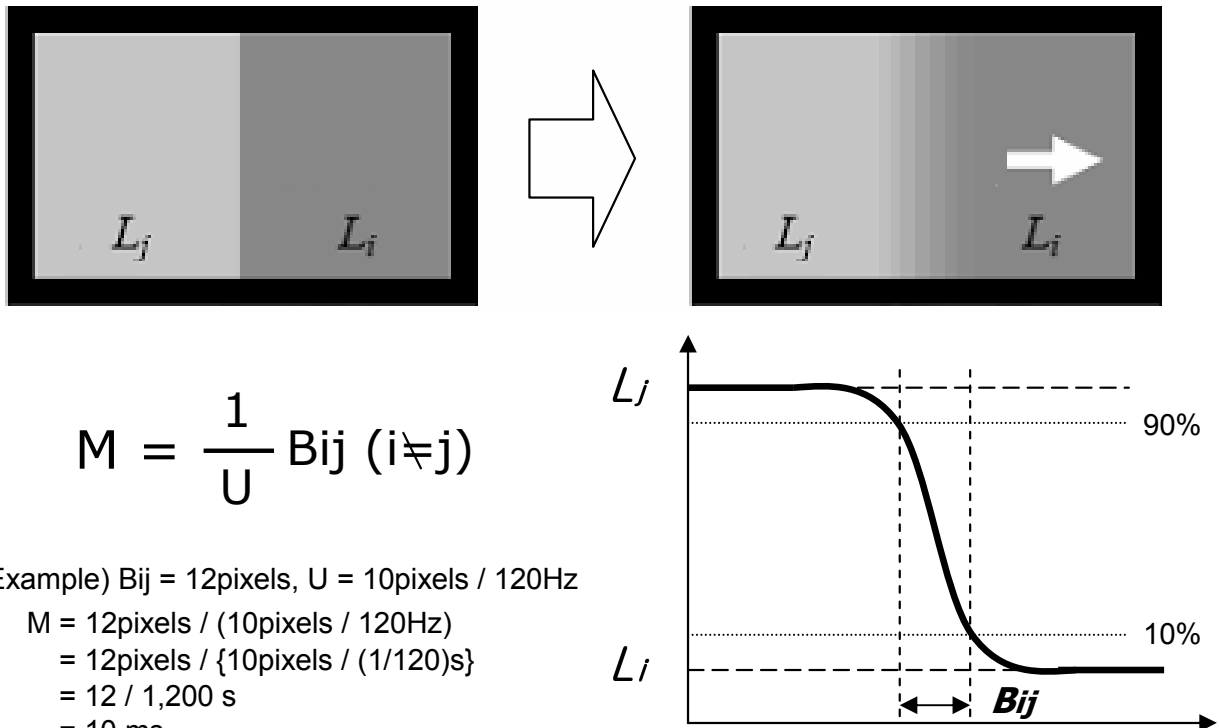 Lj
Li
Lj
Li
M = 1/U Bij (i≠j)
Example) Bij = 12pixels, U = 10pixels / 120Hz
M = 12pixels / (10pixels / 120Hz)
= 12pixels / {10pixels / (1/120)s}
= 12 / 1,200 s
= 10 ms
Lj
90%
10%
Li
Bij